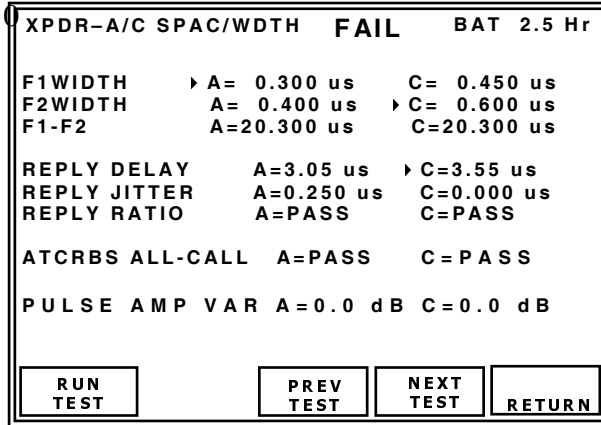 XPDR–A/C SPAC/WDTH FAIL BAT 2.5 Hr
F1WIDTH ▸ A= 0.300 us C= 0.450 us
F2WIDTH A= 0.400 us ▸ C= 0.600 us
F1-F2 A=20.300 us C=20.300 us
REPLY DELAY A=3.05 us ▸ C=3.55 us
REPLY JITTER A=0.250 us C=0.000 us
REPLY RATIO A=PASS C=PASS
ATCRBS ALL-CALL A=PASS C=PASS
PULSE AMP VAR A=0.0 dB C=0.0 dB
RUN TEST
PREV TEST
NEXT TEST
RETURN